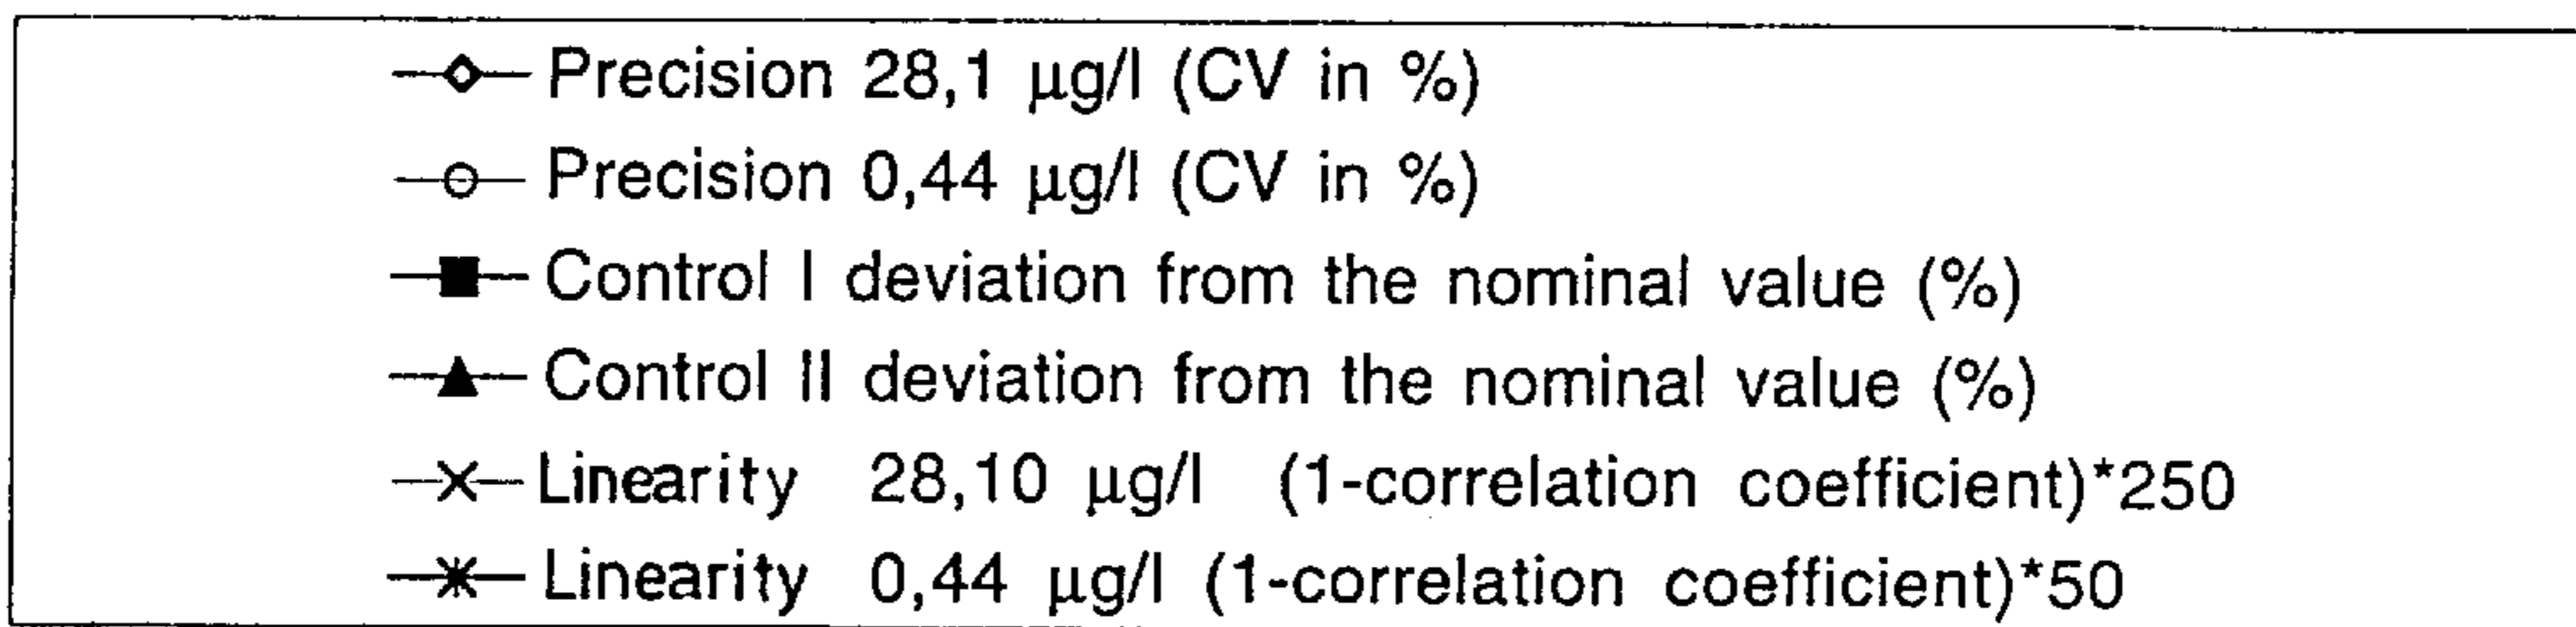 Precision 28,1 µg/l (CV in %)
Precision 0,44 µg/l (CV in %)
Control I deviation from the nominal value (%)
Control II deviation from the nominal value (%)
Linearity 28,10 µg/l (1-correlation coefficient)*250
Linearity 0,44 µg/l (1-correlation coefficient)*50